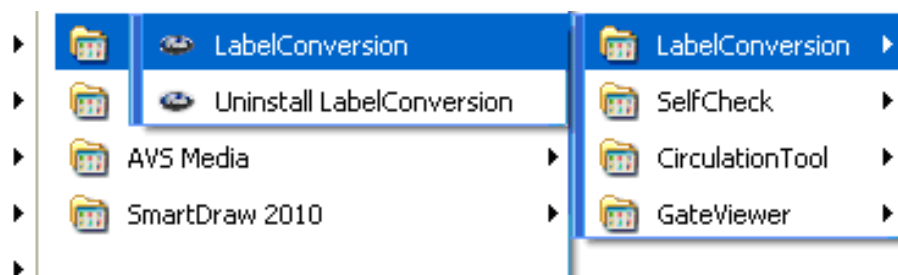 LabelConversion
Uninstall LabelConversion
AVS Media
SmartDraw 2010
LabelConversion
SelfCheck
CirculationTool
GateViewer